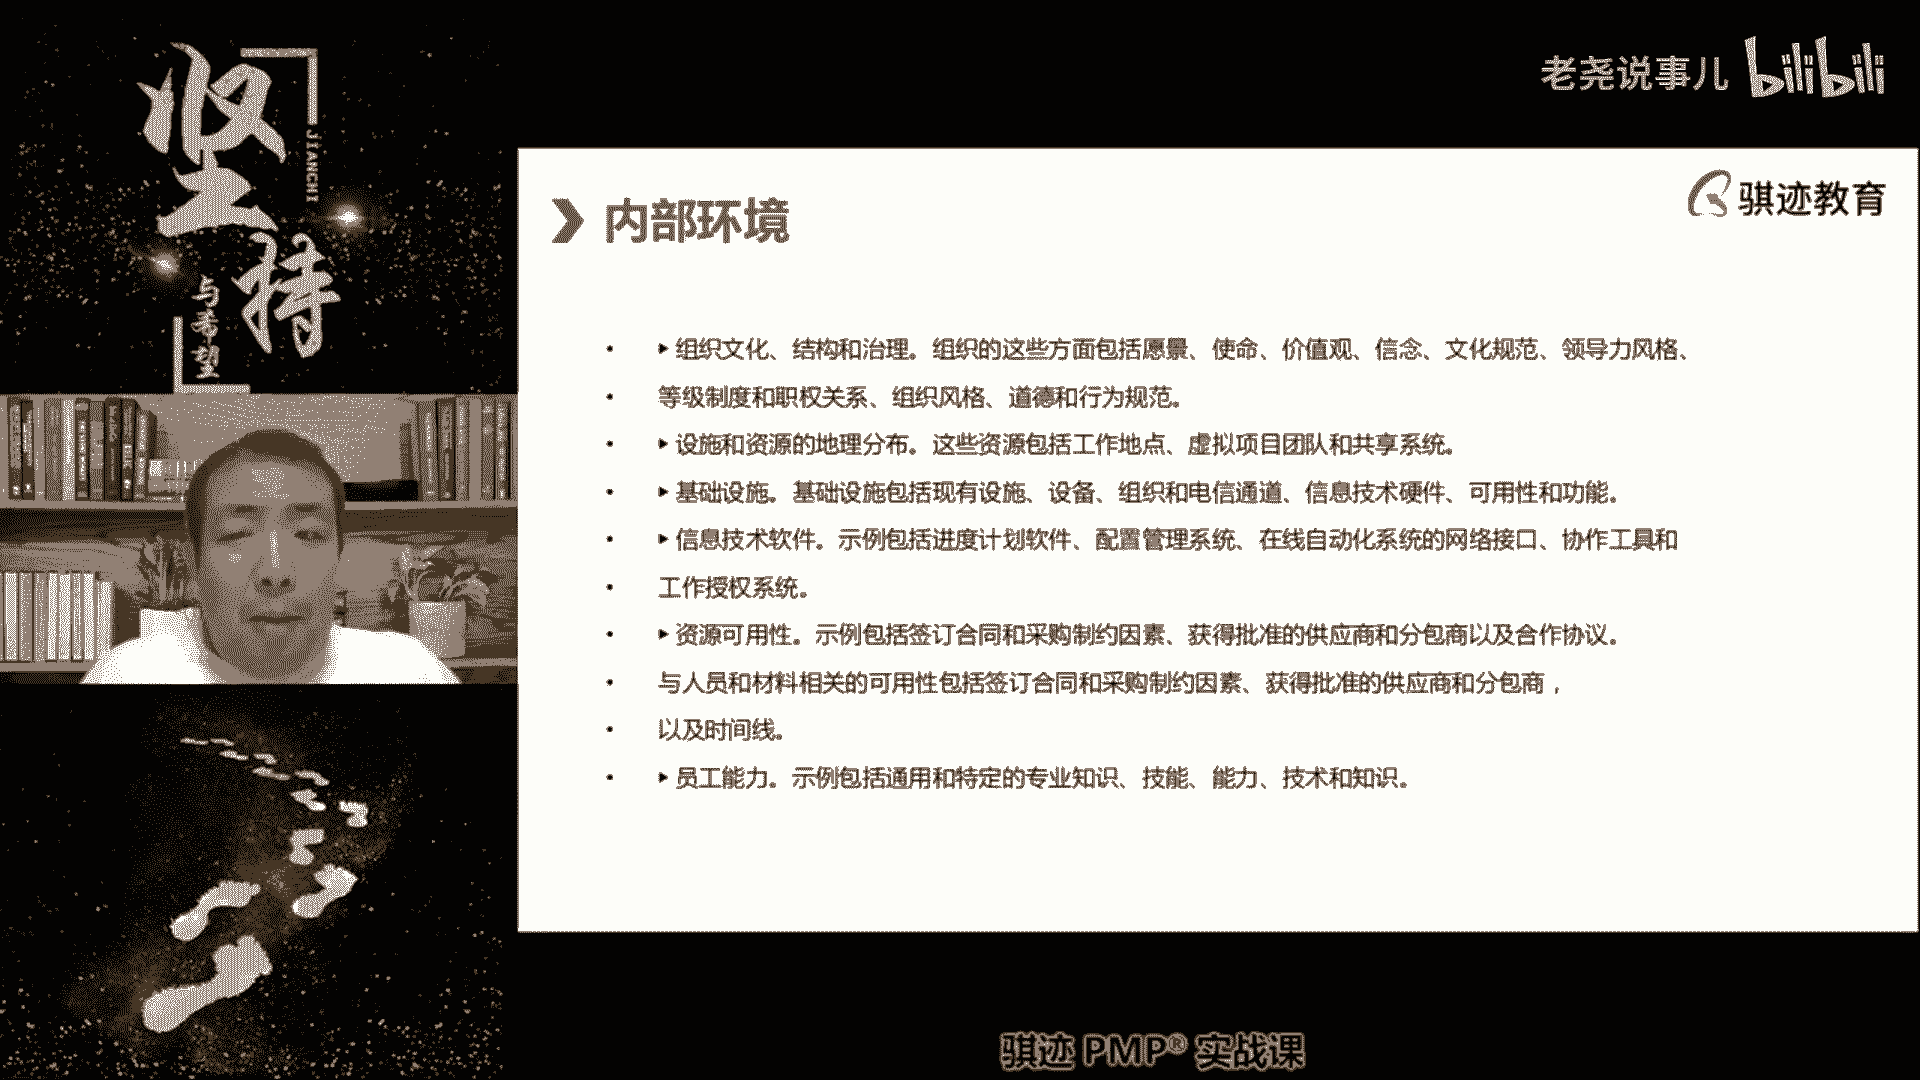 坚持
JIANCHI
与希望
老尧说事儿 bilibili
骐迹教育
内部环境
• ▶ 组织文化、结构和治理。组织的这些方面包括愿景、使命、价值观、信念、文化规范、领导力风格、
• 等级制度和职权关系、组织风格、道德和行为规范。
• ▶ 设施和资源的地理分布。这些资源包括工作地点、虚拟项目团队和共享系统。
• ▶ 基础设施。基础设施包括现有设施、设备、组织和电信通道、信息技术硬件、可用性和功能。
• ▶ 信息技术软件。示例包括进度计划软件、配置管理系统、在线自动化系统的网络接口、协作工具和
• 工作授权系统。
• ▶ 资源可用性。示例包括签订合同和采购制约因素、获得批准的供应商和分包商以及合作协议。
• 与人员和材料相关的可用性包括签订合同和采购制约因素、获得批准的供应商和分包商，
• 以及时间线。
• ▶ 员工能力。示例包括通用和特定的专业知识、技能、能力、技术和知识。
骐迹 PMP® 实战课